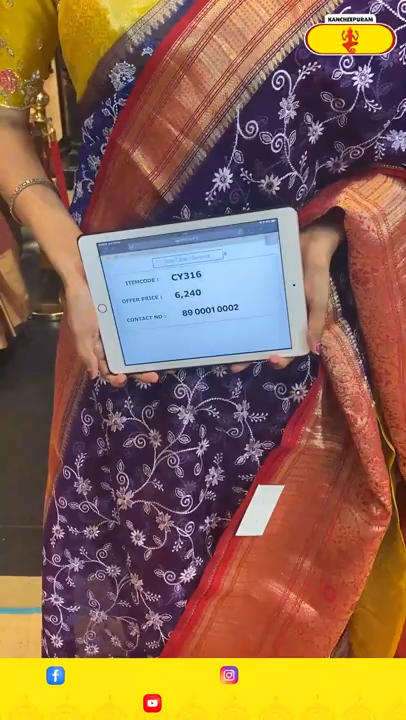 KANCHEEPURAM
ITEMCODE : CY316
OFFER PRICE : 6,240
CONTACT NO : 89 0001 0002